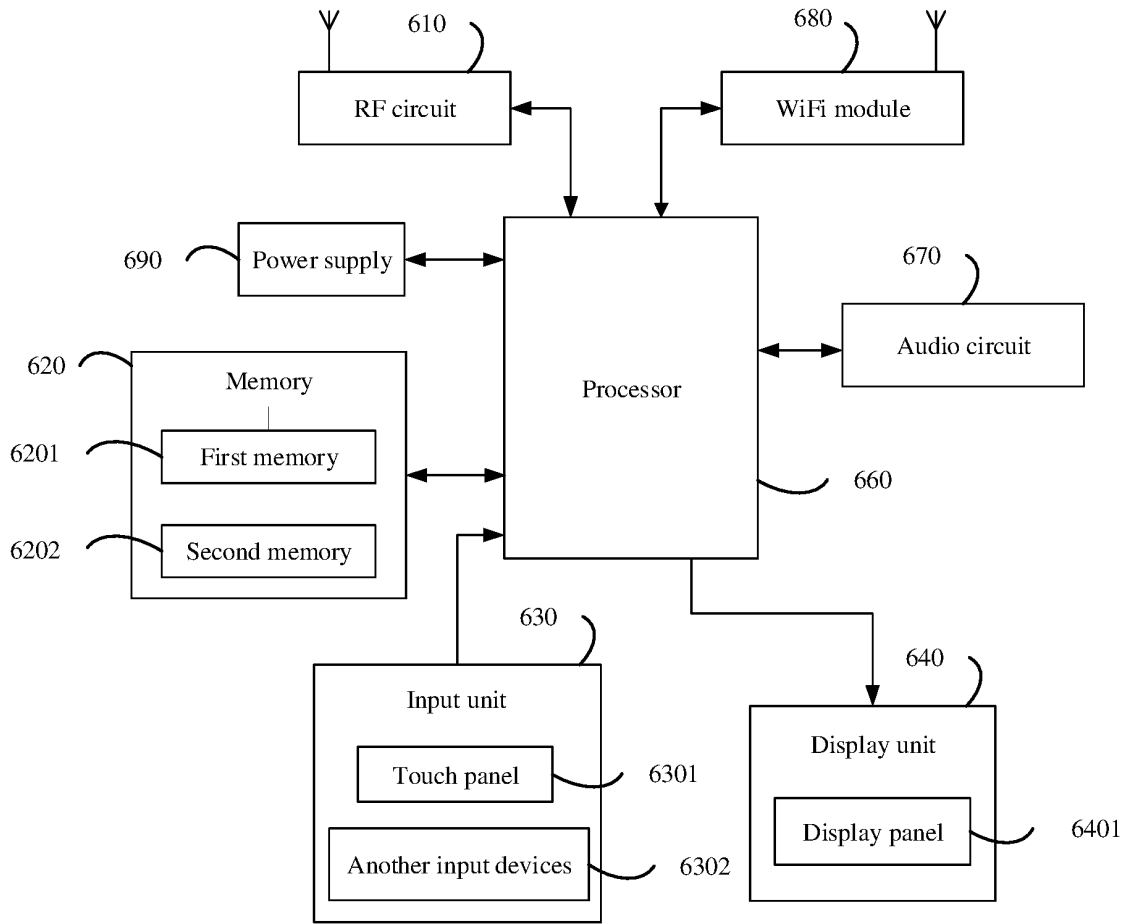 610
680
RF circuit
WiFi module
690
Power supply
670
Audio circuit
620
Memory
Processor
6201
First memory
660
6202
Second memory
630
640
Input unit
Display unit
Touch panel
6301
Display panel
6401
Another input devices
6302